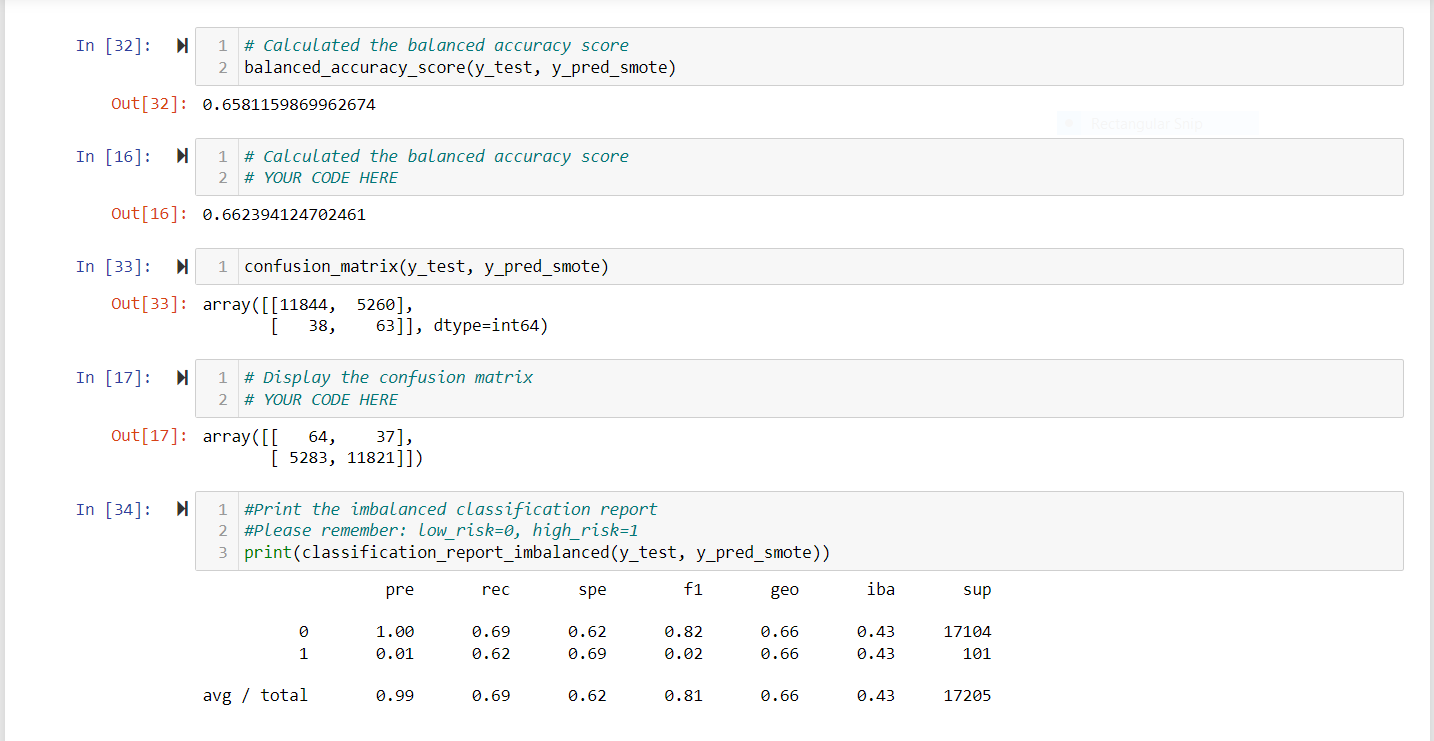 In [32]: 1 # Calculated the balanced accuracy score
2 balanced_accuracy_score(y_test, y_pred_smote)
Out[32]: 0.6581159869962674
Rectangular Snip
In [16]: 1 # Calculated the balanced accuracy score
2 # YOUR CODE HERE
Out[16]: 0.662394124702461
In [33]: 1 confusion_matrix(y_test, y_pred_smote)
Out[33]: array([[11844, 5260],
[ 38, 63]], dtype=int64)
In [17]: 1 # Display the confusion matrix
2 # YOUR CODE HERE
Out[17]: array([[ 64, 37],
[ 5283, 11821]])
In [34]: 1 #Print the imbalanced classification report
2 #Please remember: low_risk=0, high_risk=1
3 print(classification_report_imbalanced(y_test, y_pred_smote))
pre rec spe f1 geo iba sup
0 1.00 0.69 0.62 0.82 0.66 0.43 17104
1 0.01 0.62 0.69 0.02 0.66 0.43 101
avg / total 0.99 0.69 0.62 0.81 0.66 0.43 17205